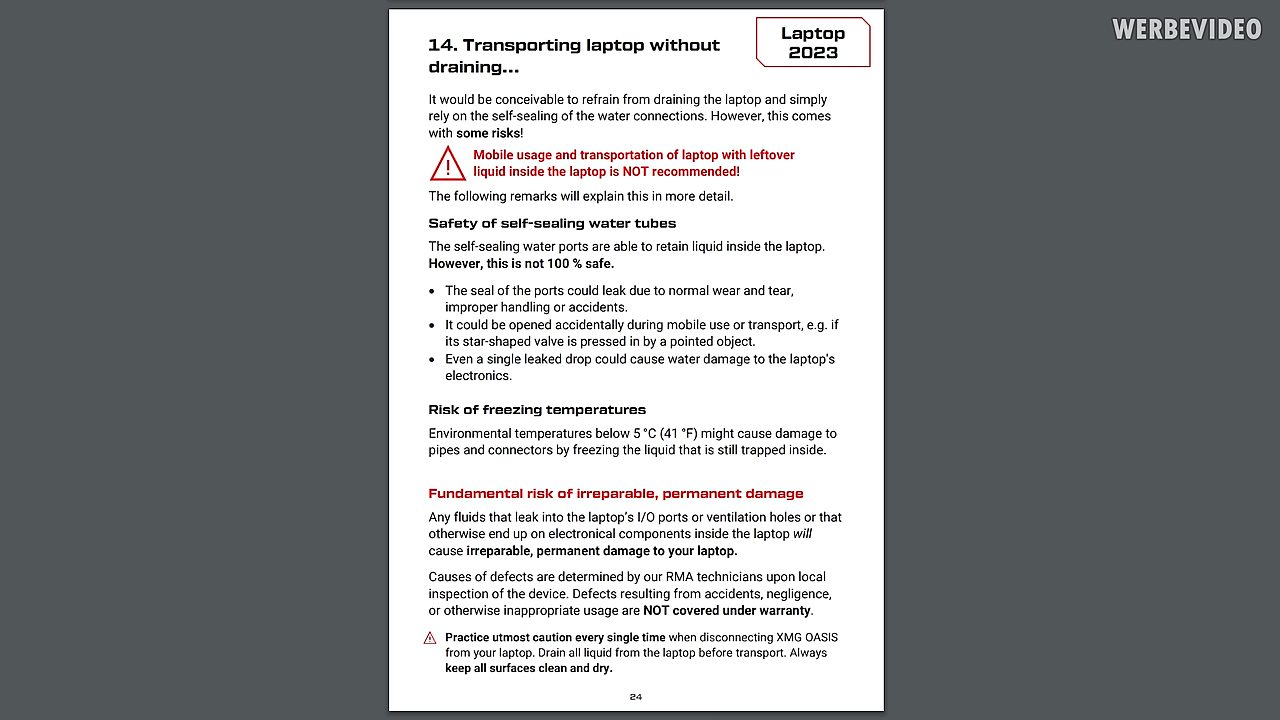 WERBEVIDEO
Laptop
2023
14. Transporting laptop without
draining...
It would be conceivable to refrain from draining the laptop and simply
rely on the self-sealing of the water connections. However, this comes
with some risks!
Mobile usage and transportation of laptop with leftover
liquid inside the laptop is NOT recommended!
The following remarks will explain this in more detail.
Safety of self-sealing water tubes
The self-sealing water ports are able to retain liquid inside the laptop.
However, this is not 100 % safe.
• The seal of the ports could leak due to normal wear and tear,
improper handling or accidents.
• It could be opened accidentally during mobile use or transport, e.g. if
its star-shaped valve is pressed in by a pointed object.
• Even a single leaked drop could cause water damage to the laptop's
electronics.
Risk of freezing temperatures
Environmental temperatures below 5 °C (41 °F) might cause damage to
pipes and connectors by freezing the liquid that is still trapped inside.
Fundamental risk of irreparable, permanent damage
Any fluids that leak into the laptop's I/O ports or ventilation holes or that
otherwise end up on electronical components inside the laptop will
cause irreparable, permanent damage to your laptop.
Causes of defects are determined by our RMA technicians upon local
inspection of the device. Defects resulting from accidents, negligence,
or otherwise inappropriate usage are NOT covered under warranty.
Practice utmost caution every single time when disconnecting XMG OASIS
from your laptop. Drain all liquid from the laptop before transport. Always
keep all surfaces clean and dry.
24